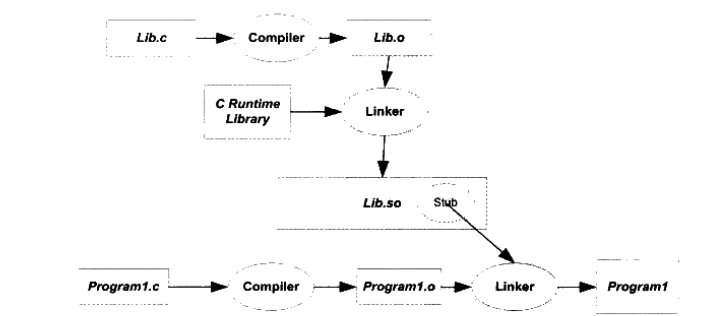 Lib.c
Compiler
Lib.o
C Runtime
Library
Linker
Lib.so
Stub
Program1.c
Compiler
Program1.o
Linker
Program1